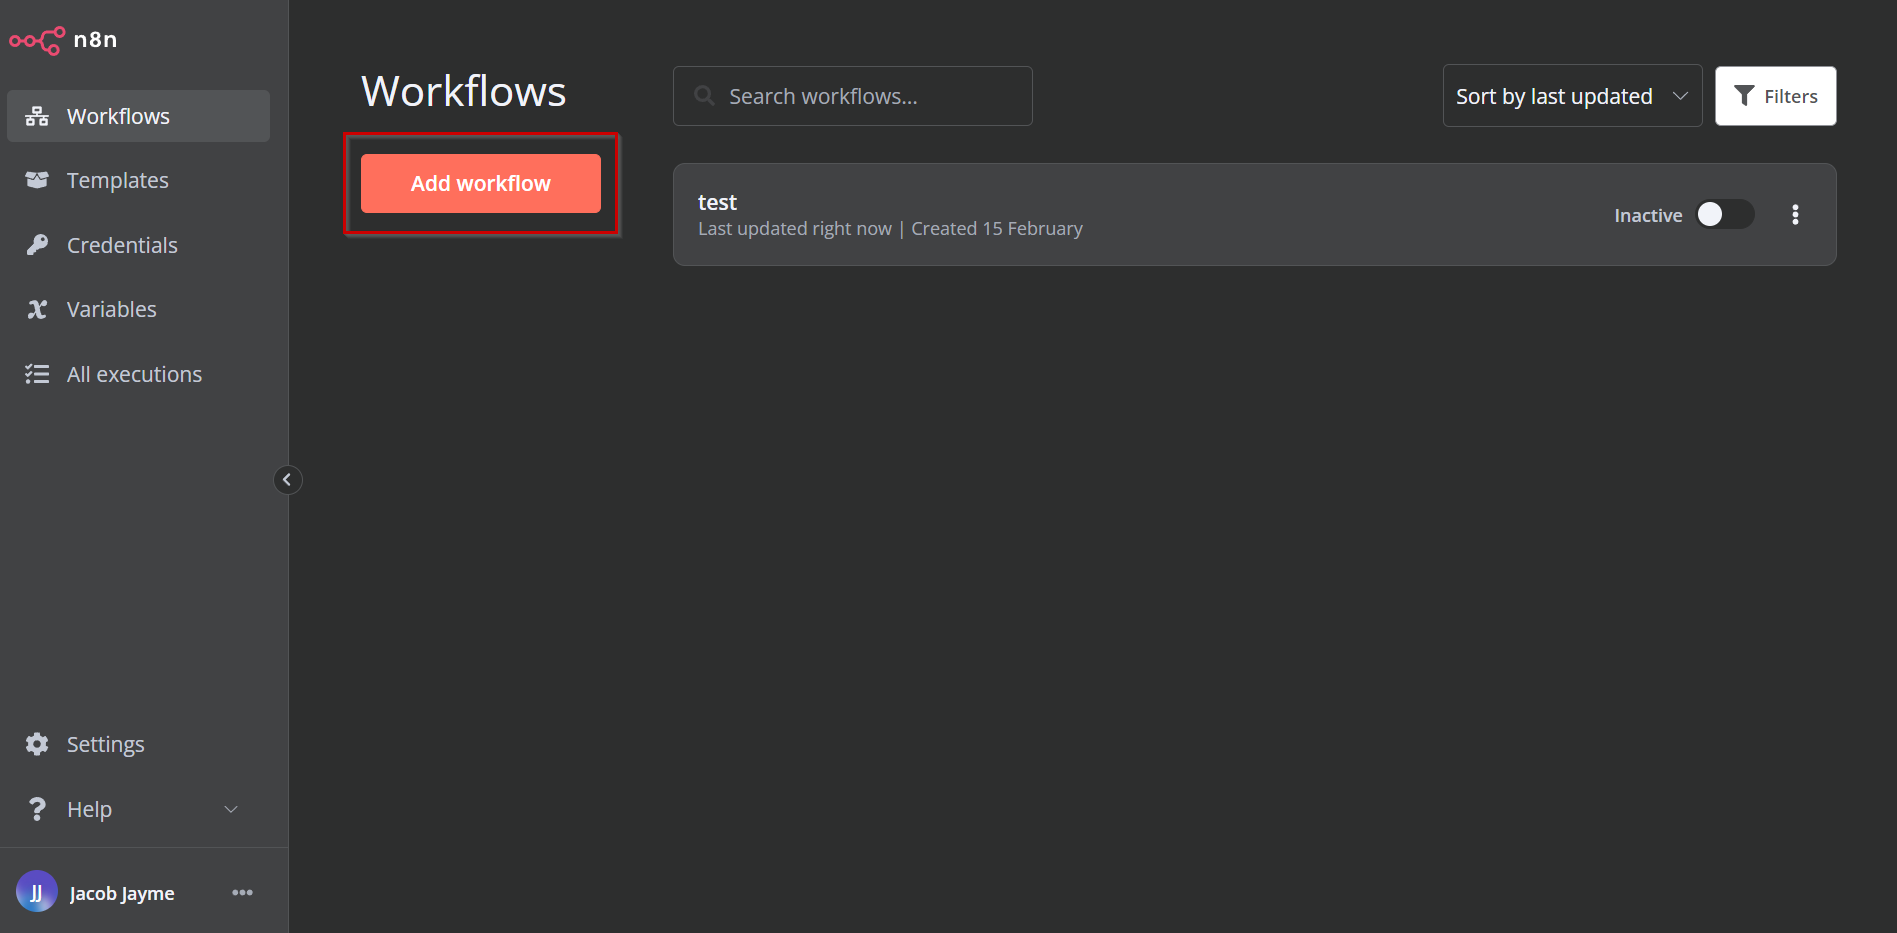 n8n
Workflows
Templates
Credentials
Variables
All executions
Settings
Help
JJ Jacob Jayme
Workflows
Add workflow
Search workflows...
Sort by last updated
Filters
test
Last updated right now | Created 15 February
Inactive